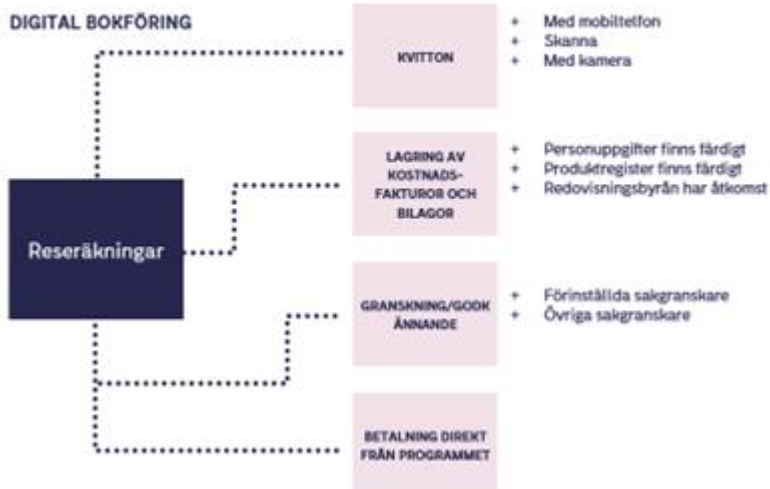 DIGITAL BOKFÖRING
KVITTON
+ Med mobiltelfon
+ Skanna
+ Med kamera
Reseräkningar
LAGRING AV
KOSTNADS-
FAKTUROR OCH
BILAGOR
+ Personuppgifter finns färdigt
+ Produktregister finns färdigt
+ Redovisningsbyrån har åtkomst
GRANSKNING/GODK
ÄNNANDE
+ Förinställda sakgranskare
+ Övriga sakgranskare
BETALNING DIREKT
FRÅN PROGRAMMET